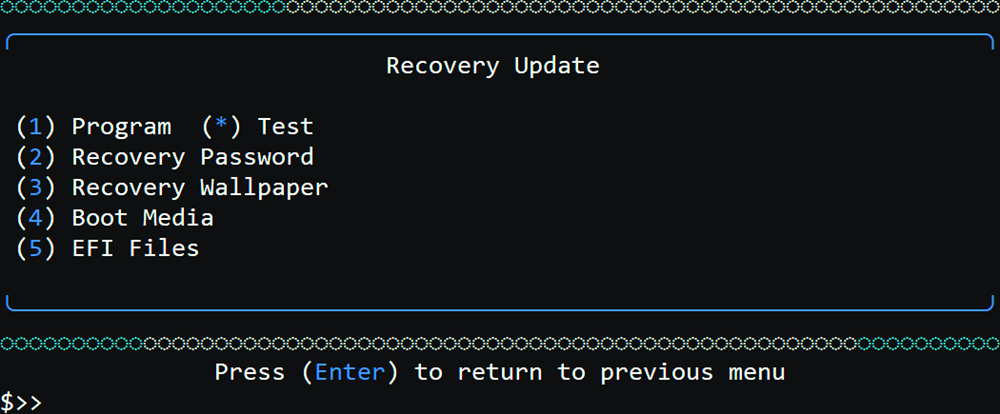 Recovery Update
(1) Program  (*) Test
(2) Recovery Password
(3) Recovery Wallpaper
(4) Boot Media
(5) EFI Files
Press (Enter) to return to previous menu
$>>